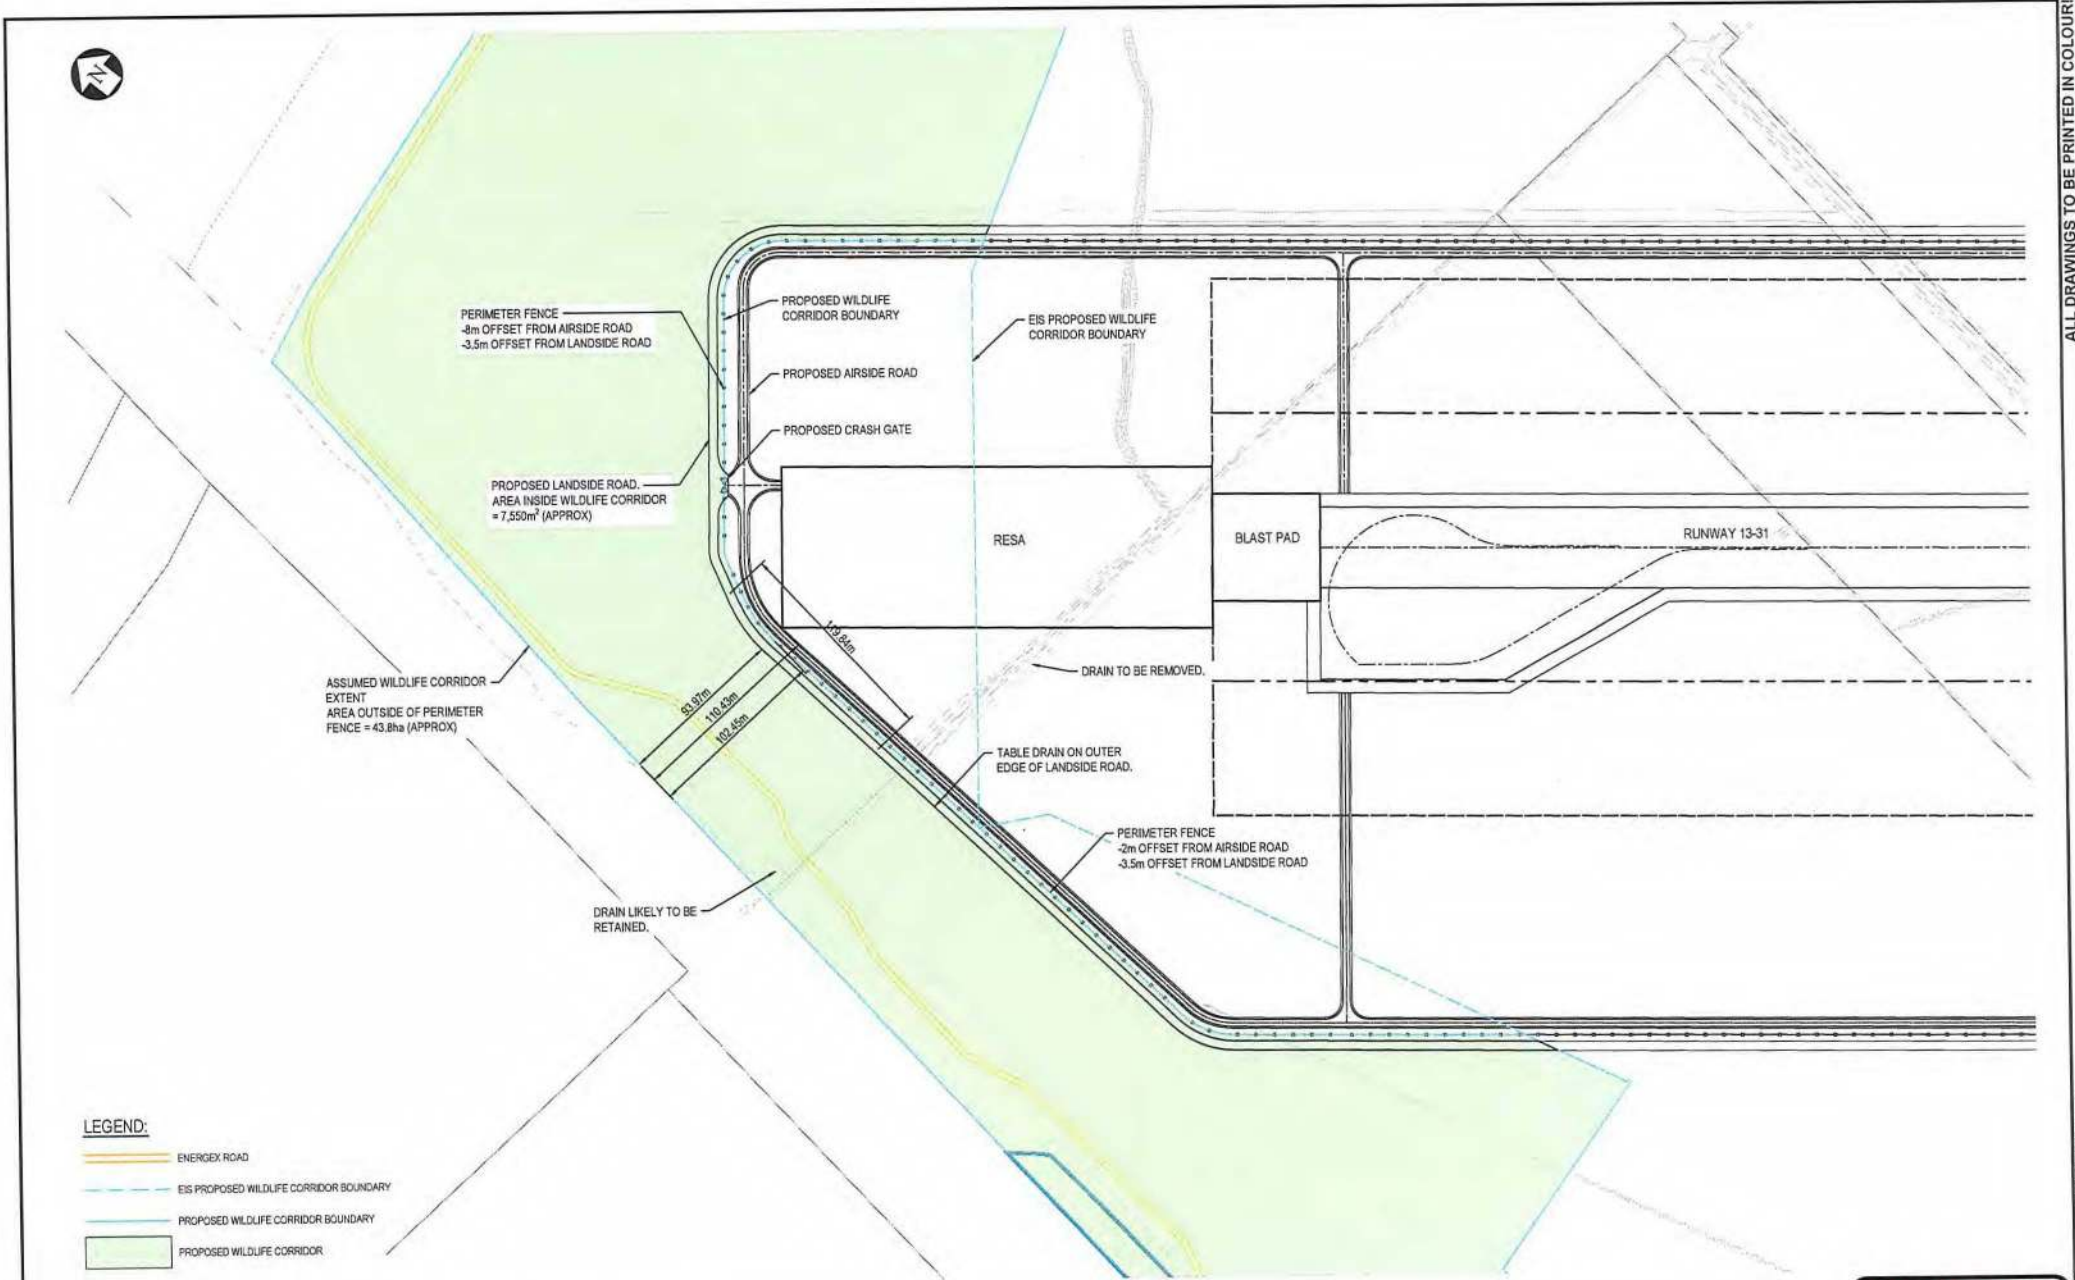 ALL DRAWINGS TO BE PRINTED IN COLOUR!
N
PERIMETER FENCE
-8m OFFSET FROM AIRSIDE ROAD
-3.5m OFFSET FROM LANDSIDE ROAD
PROPOSED WILDLIFE
CORRIDOR BOUNDARY
EIS PROPOSED WILDLIFE
CORRIDOR BOUNDARY
PROPOSED AIRSIDE ROAD
PROPOSED CRASH GATE
PROPOSED LANDSIDE ROAD.
AREA INSIDE WILDLIFE CORRIDOR
= 7,550m² (APPROX)
RESA
BLAST PAD
RUNWAY 13-31
119.84m
DRAIN TO BE REMOVED.
ASSUMED WILDLIFE CORRIDOR
EXTENT
AREA OUTSIDE OF PERIMETER
FENCE = 43.8ha (APPROX)
93.97m
110.43m
102.45m
TABLE DRAIN ON OUTER
EDGE OF LANDSIDE ROAD.
PERIMETER FENCE
-2m OFFSET FROM AIRSIDE ROAD
-3.5m OFFSET FROM LANDSIDE ROAD
DRAIN LIKELY TO BE
RETAINED.
LEGEND:
ENERGEX ROAD
EIS PROPOSED WILDLIFE CORRIDOR BOUNDARY
PROPOSED WILDLIFE CORRIDOR BOUNDARY
PROPOSED WILDLIFE CORRIDOR